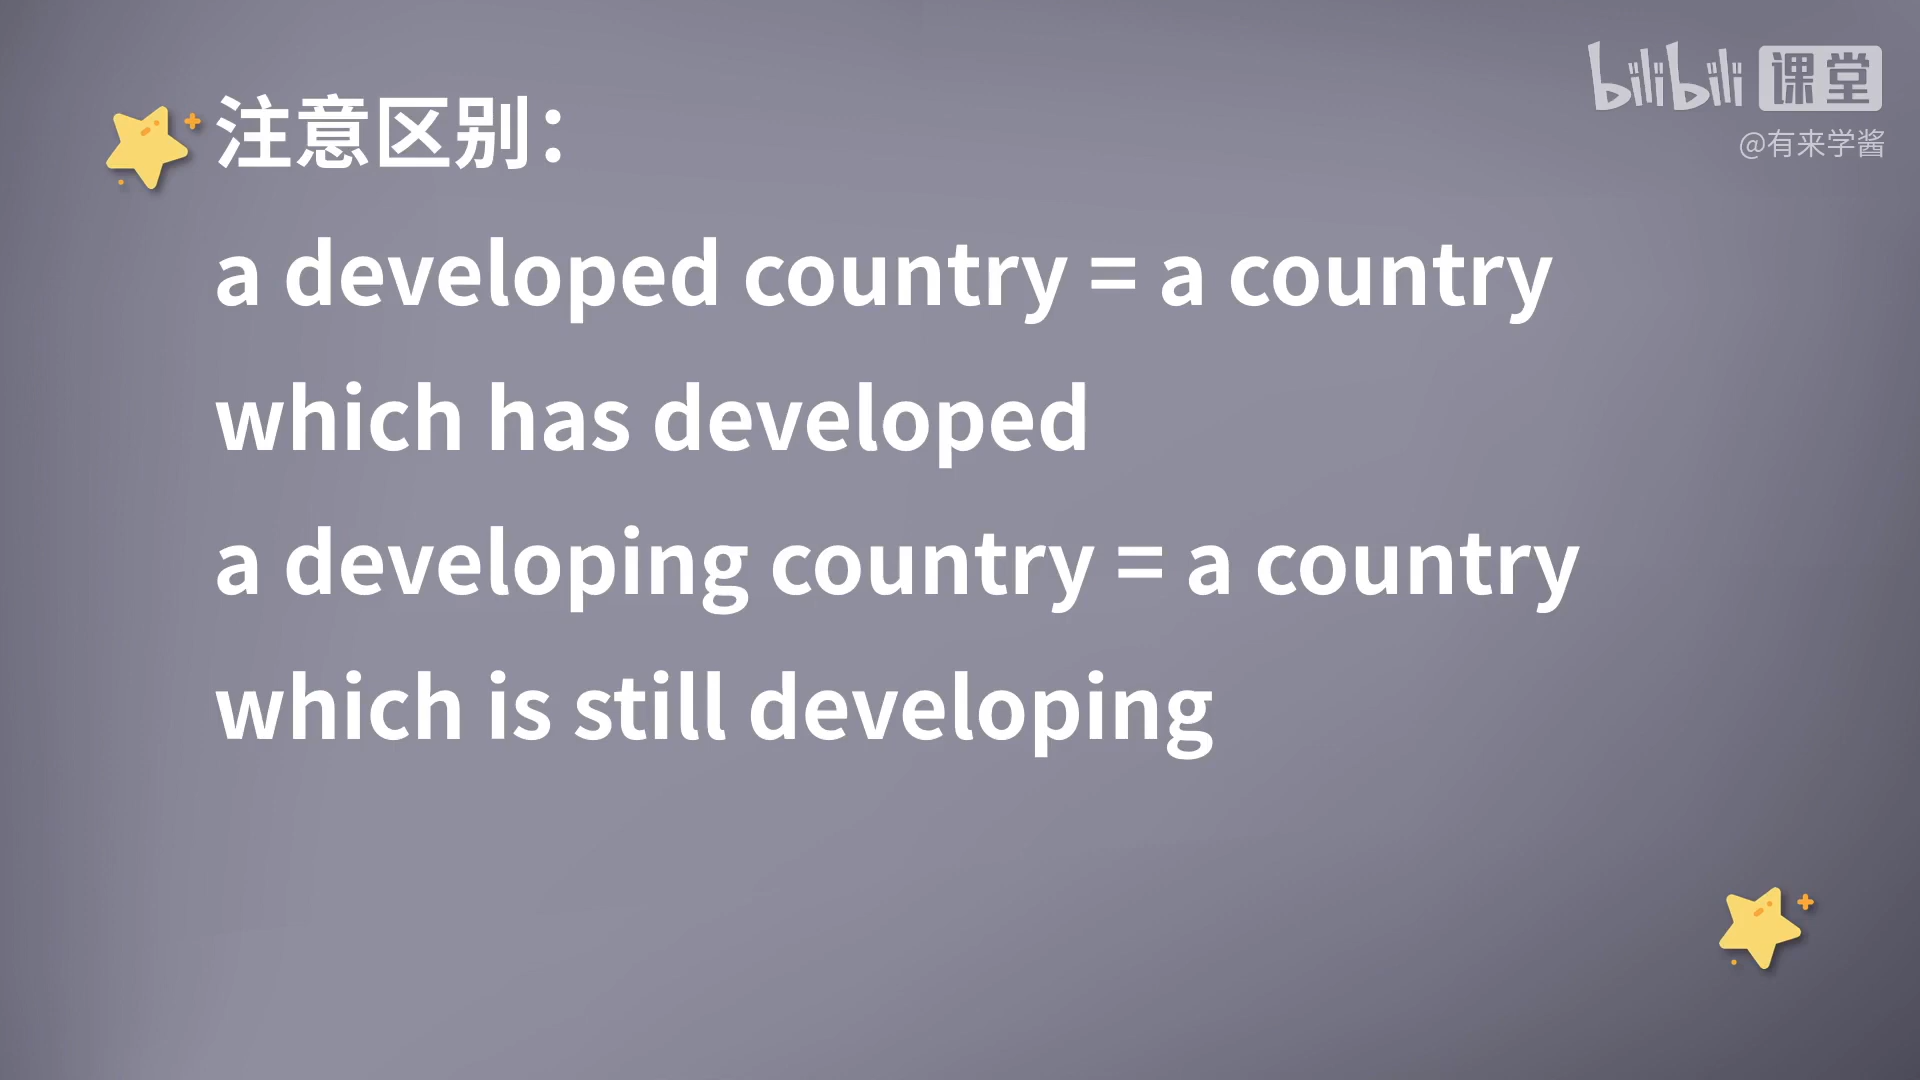 bilibili 课堂
@有来学酱
注意区别：
a developed country = a country
which has developed
a developing country = a country
which is still developing